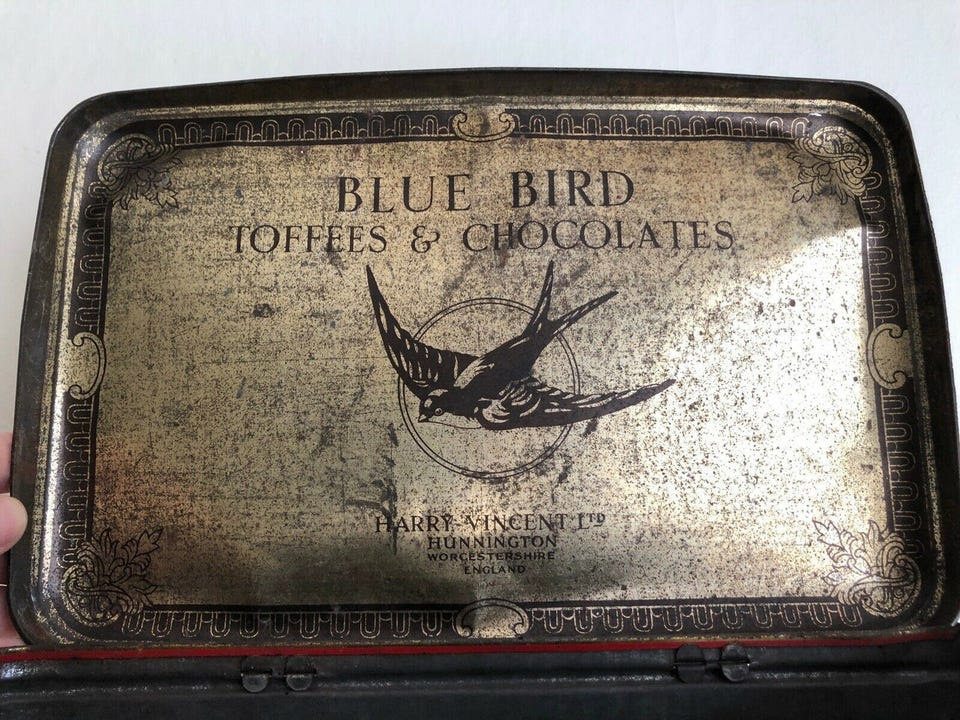 BLUE BIRD
TOFFEES & CHOCOLATES
HARRY VINCENT LTD
HUNNINGTON
WORCESTERSHIRE
ENGLAND